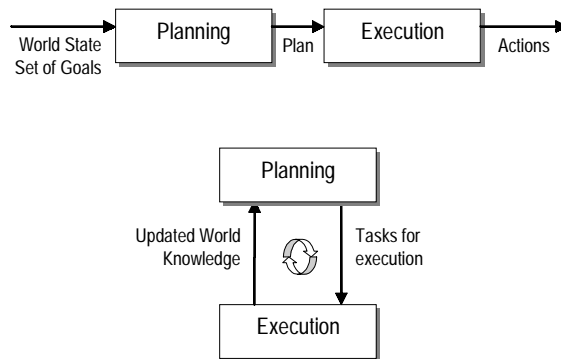 Planning
Execution
World State
Set of Goals
Plan
Actions
Planning
Updated World
Knowledge
Tasks for
execution
Execution